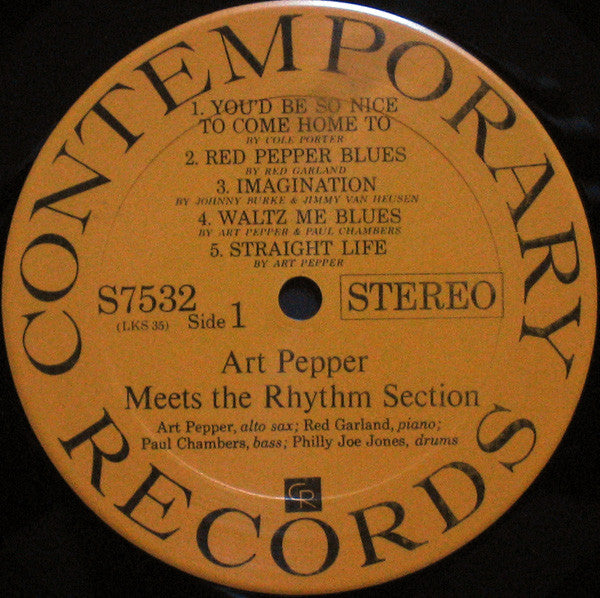 CONTEMPORARY
RECORDS
1. YOU'D BE SO NICE
TO COME HOME TO
BY COLE PORTER
2. RED PEPPER BLUES
BY RED GARLAND
3. IMAGINATION
BY JOHNNY BURKE & JIMMY VAN HEUSEN
4. WALTZ ME BLUES
BY ART PEPPER & PAUL CHAMBERS
5. STRAIGHT LIFE
BY ART PEPPER
S7532
(LKS 35) Side 1
STEREO
Art Pepper
Meets the Rhythm Section
Art Pepper, alto sax; Red Garland, piano;
Paul Chambers, bass; Philly Joe Jones, drums
CR